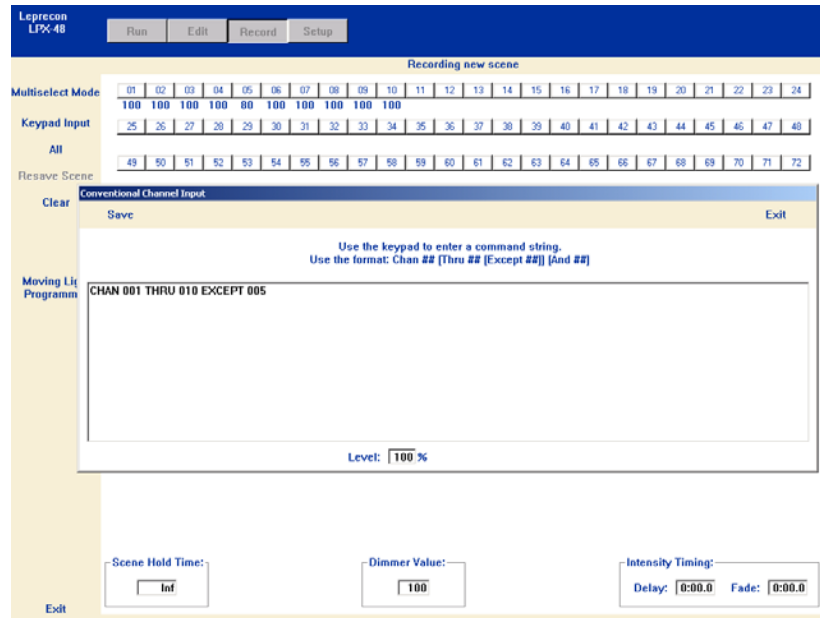 Leprecon
LPX-48
Run Edit Record Setup
Recording new scene
Multiselect Mode
01 02 03 04 05 06 07 08 09 10 11 12 13 14 15 16 17 18 19 20 21 22 23 24
100 100 100 100 80 100 100 100 100 100
Keypad Input
25 26 27 28 29 30 31 32 33 34 35 36 37 38 39 40 41 42 43 44 45 46 47 48
All
49 50 51 52 53 54 55 56 57 58 59 60 61 62 63 64 65 66 67 68 69 70 71 72
Resave Scene
Clear
Moving Lig
Programm
Conventional Channel Input
Save Exit
Use the keypad to enter a command string.
Use the format: Chan ## [Thru ## [Except ##]] [And ##]
CHAN 001 THRU 010 EXCEPT 005
Level: 100 %
Scene Hold Time:
Inf
Dimmer Value:
100
Intensity Timing:
Delay: 0:00.0 Fade: 0:00.0
Exit